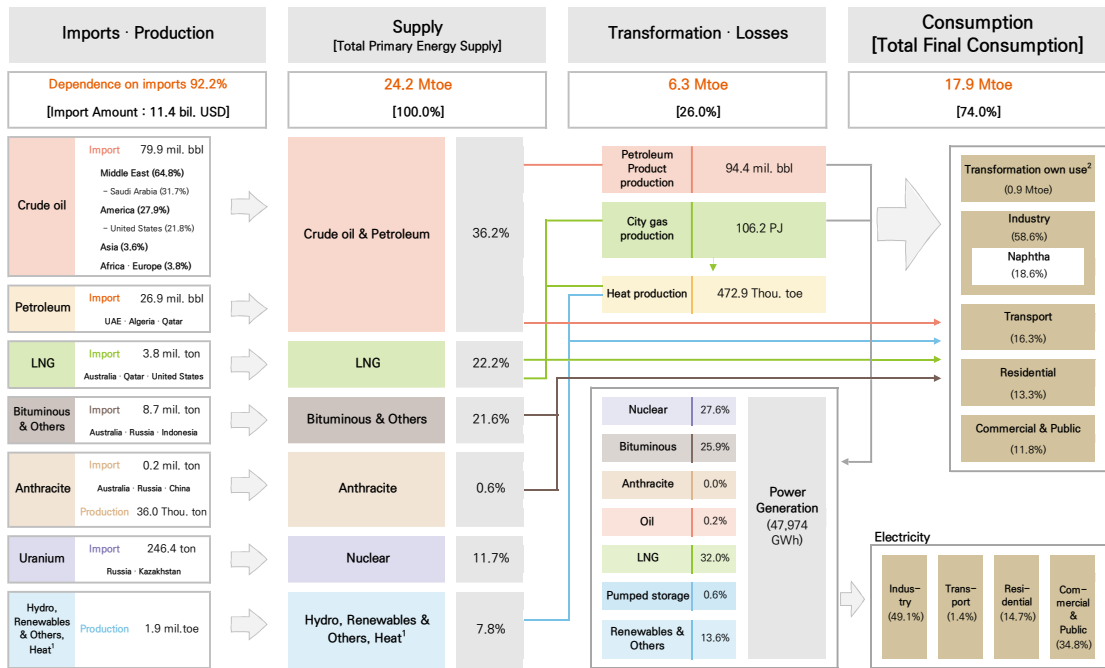 Imports · Production
Supply
[Total Primary Energy Supply]
Transformation · Losses
Consumption
[Total Final Consumption]
Dependence on imports 92.2%
[Import Amount : 11.4 bil. USD]
24.2 Mtoe
[100.0%]
6.3 Mtoe
[26.0%]
17.9 Mtoe
[74.0%]
Crude oil
Import 79.9 mil. bbl
Middle East (64.8%)
- Saudi Arabia (31.7%)
America (27.9%)
- United States (21.8%)
Asia (3.6%)
Africa · Europe (3.8%)
Petroleum
Import 26.9 mil. bbl
UAE · Algeria · Qatar
LNG
Import 3.8 mil. ton
Australia · Qatar · United States
Bituminous
& Others
Import 8.7 mil. ton
Australia · Russia · Indonesia
Anthracite
Import 0.2 mil. ton
Australia · Russia · China
Production 36.0 Thou. ton
Uranium
Import 246.4 ton
Russia · Kazakhstan
Hydro,
Renewables
& Others,
Heat¹
Production 1.9 mil.toe
Crude oil & Petroleum 36.2%
LNG 22.2%
Bituminous & Others 21.6%
Anthracite 0.6%
Nuclear 11.7%
Hydro, Renewables &
Others, Heat¹
7.8%
Petroleum
Product
production
94.4 mil. bbl
City gas
production
106.2 PJ
Heat production 472.9 Thou. toe
Nuclear 27.6%
Bituminous 25.9%
Anthracite 0.0%
Oil 0.2%
LNG 32.0%
Pumped storage 0.6%
Renewables &
Others
13.6%
Power
Generation
(47,974
GWh)
Transformation own use²
(0.9 Mtoe)
Industry
(58.6%)
Naphtha
(18.6%)
Transport
(16.3%)
Residential
(13.3%)
Commercial & Public
(11.8%)
Electricity
Indus-
try
(49.1%)
Trans-
port
(1.4%)
Resi-
dential
(14.7%)
Com-
mercial
&
Public
(34.8%)